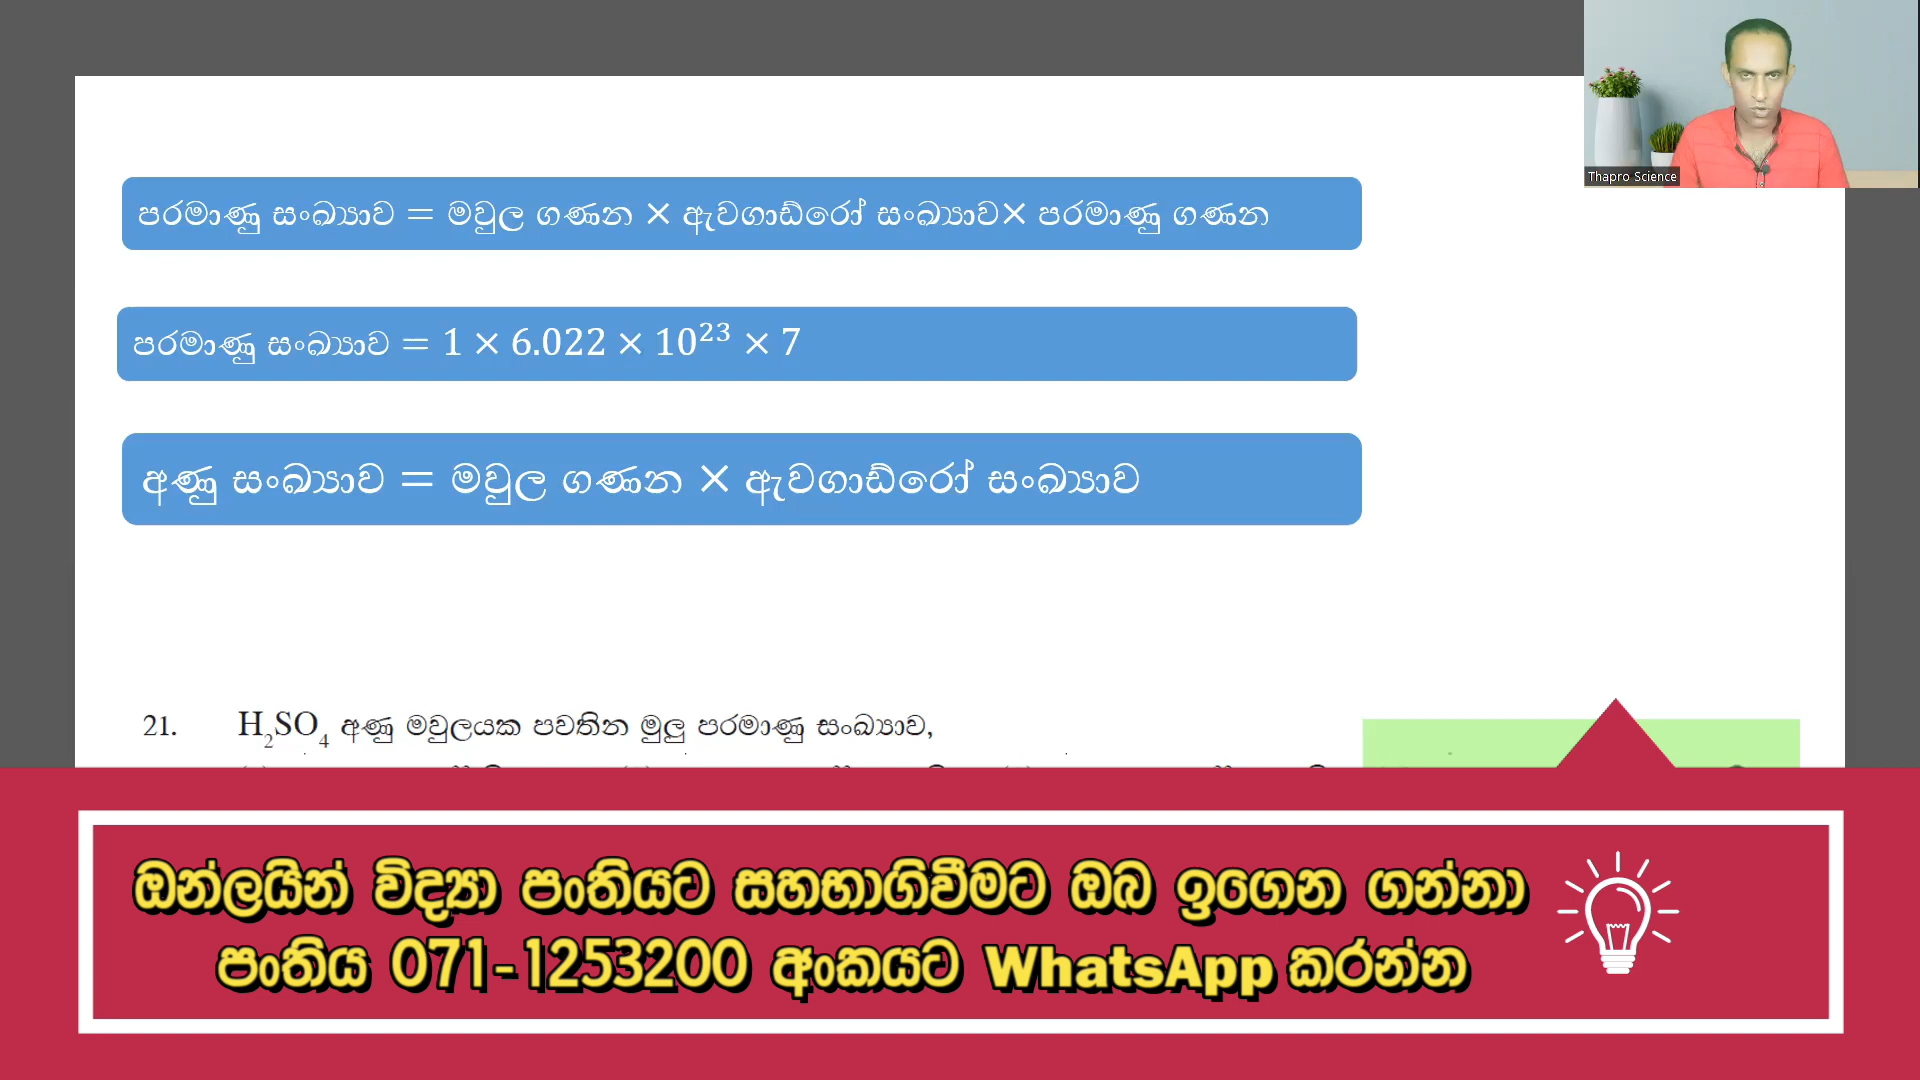 Thapro Science
පරමාණු සංඛ්‍යාව = මවුල ගණන × ඇවගාඩ්රෝ සංඛ්‍යාව× පරමාණු ගණන
පරමාණු සංඛ්‍යාව = 1 × 6.022 × 10²³ × 7
අණු සංඛ්‍යාව = මවුල ගණන × ඇවගාඩ්රෝ සංඛ්‍යාව
21. H₂SO₄ අණු මවුලයක පවතින මුලු පරමාණු සංඛ්‍යාව,
ඔන්ලයින් විද්‍යා පංතියට සහභාගිවීමට ඔබ ඉගෙන ගන්නා
පංතිය 071-1253200 අංකයට WhatsApp කරන්න